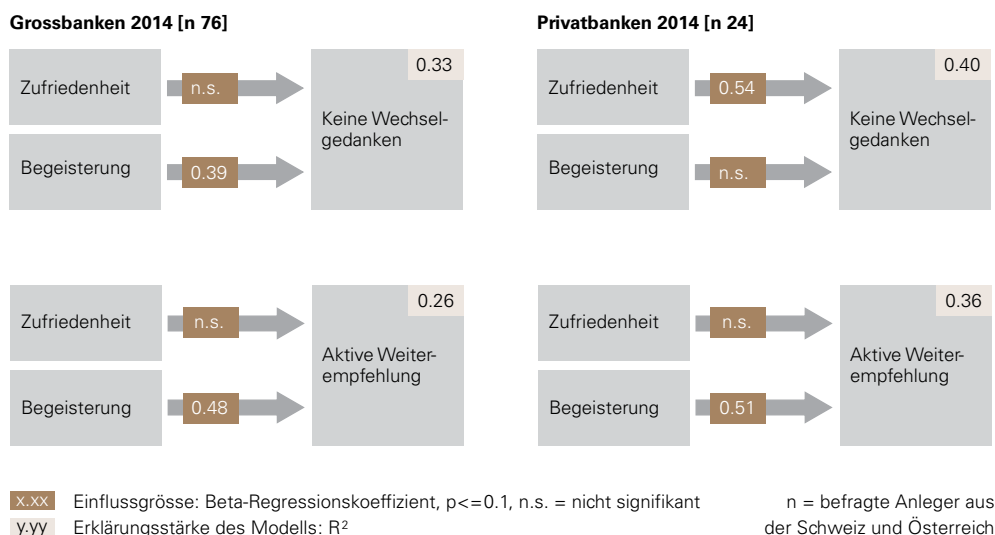 Grossbanken 2014 [n 76]
Zufriedenheit
n.s.
Begeisterung
0.39
0.33
Keine Wechsel-
gedanken
Zufriedenheit
n.s.
Begeisterung
0.48
0.26
Aktive Weiter-
empfehlung
Privatbanken 2014 [n 24]
Zufriedenheit
0.54
Begeisterung
n.s.
0.40
Keine Wechsel-
gedanken
Zufriedenheit
n.s.
Begeisterung
0.51
0.36
Aktive Weiter-
empfehlung
x.xx Einflussgrösse: Beta-Regressionskoeffizient, p<=0.1, n.s. = nicht signifikant
y.yy Erklärungsstärke des Modells: R²
n = befragte Anleger aus
der Schweiz und Österreich